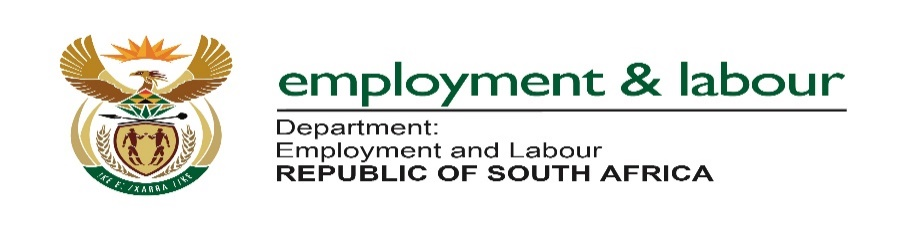 employment & labour
Department:
Employment and Labour
REPUBLIC OF SOUTH AFRICA